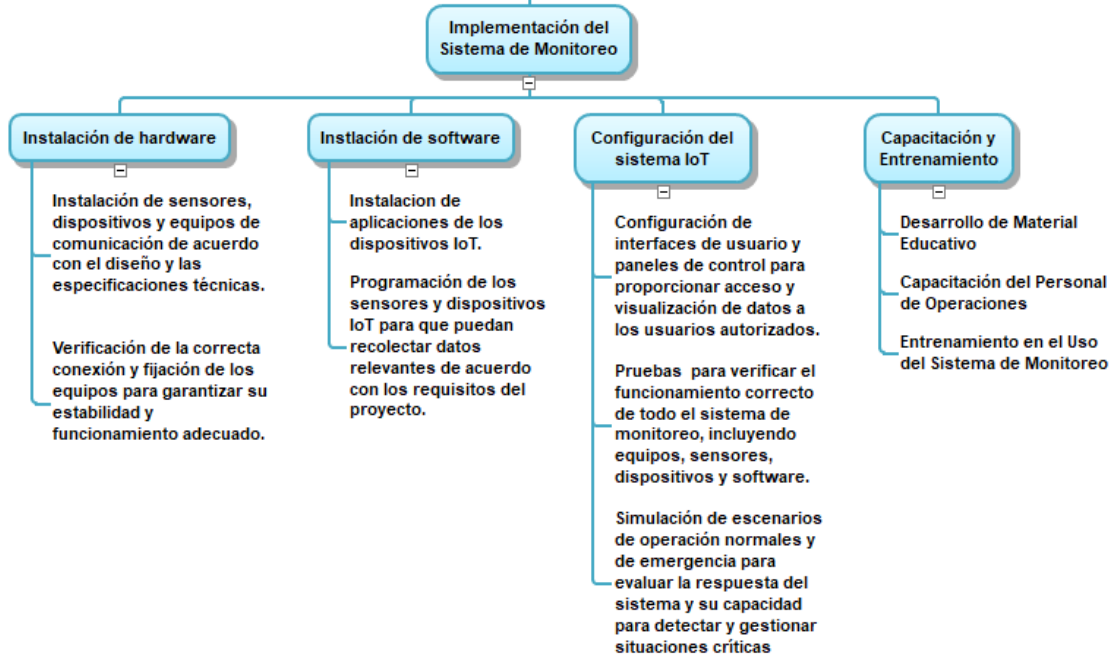 Implementación del
Sistema de Monitoreo
Instalación de hardware
Instalación de sensores,
dispositivos y equipos de
comunicación de acuerdo
con el diseño y las
especificaciones técnicas.
Verificación de la correcta
conexión y fijación de los
equipos para garantizar su
estabilidad y
funcionamiento adecuado.
Instlación de software
Instalacion de
aplicaciones de los
dispositivos IoT.
Programación de los
sensores y dispositivos
IoT para que puedan
recolectar datos
relevantes de acuerdo
con los requisitos del
proyecto.
Configuración del
sistema IoT
Configuración de
interfaces de usuario y
paneles de control para
proporcionar acceso y
visualización de datos a
los usuarios autorizados.
Pruebas  para verificar el
funcionamiento correcto
de todo el sistema de
monitoreo, incluyendo
equipos, sensores,
dispositivos y software.
Simulación de escenarios
de operación normales y
de emergencia para
evaluar la respuesta del
sistema y su capacidad
para detectar y gestionar
situaciones críticas
Capacitación y
Entrenamiento
Desarrollo de Material
Educativo
Capacitación del Personal
de Operaciones
Entrenamiento en el Uso
del Sistema de Monitoreo